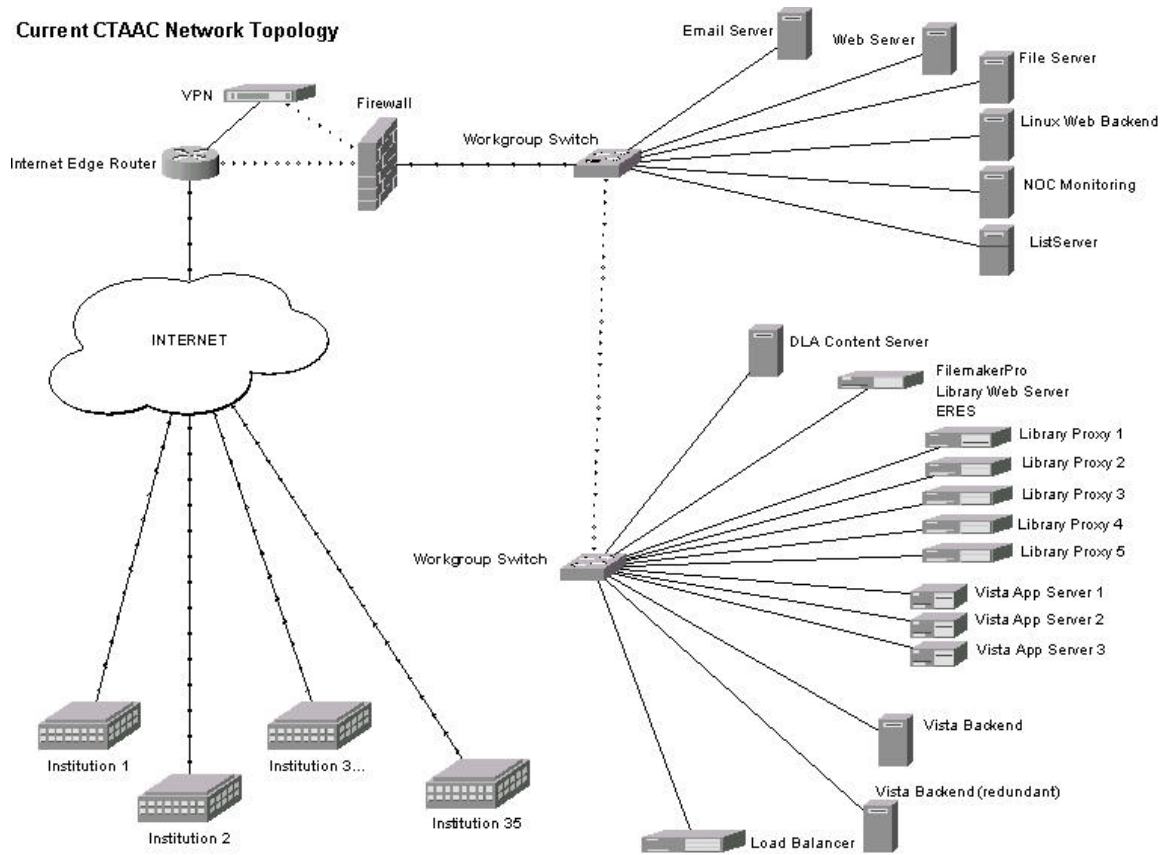 Current CTAAC Network Topology
Email Server
Web Server
File Server
VPN
Firewall
Workgroup Switch
Linux Web Backend
Internet Edge Router
NOC Monitoring
ListServer
INTERNET
DLA Content Server
FilemakerPro
Library Web Server
ERES
Library Proxy 1
Library Proxy 2
Library Proxy 3
Library Proxy 4
Library Proxy 5
Workgroup Switch
Vista App Server 1
Vista App Server 2
Vista App Server 3
Vista Backend
Institution 1
Institution 3...
Vista Backend (redundant)
Institution 2
Institution 35
Load Balancer